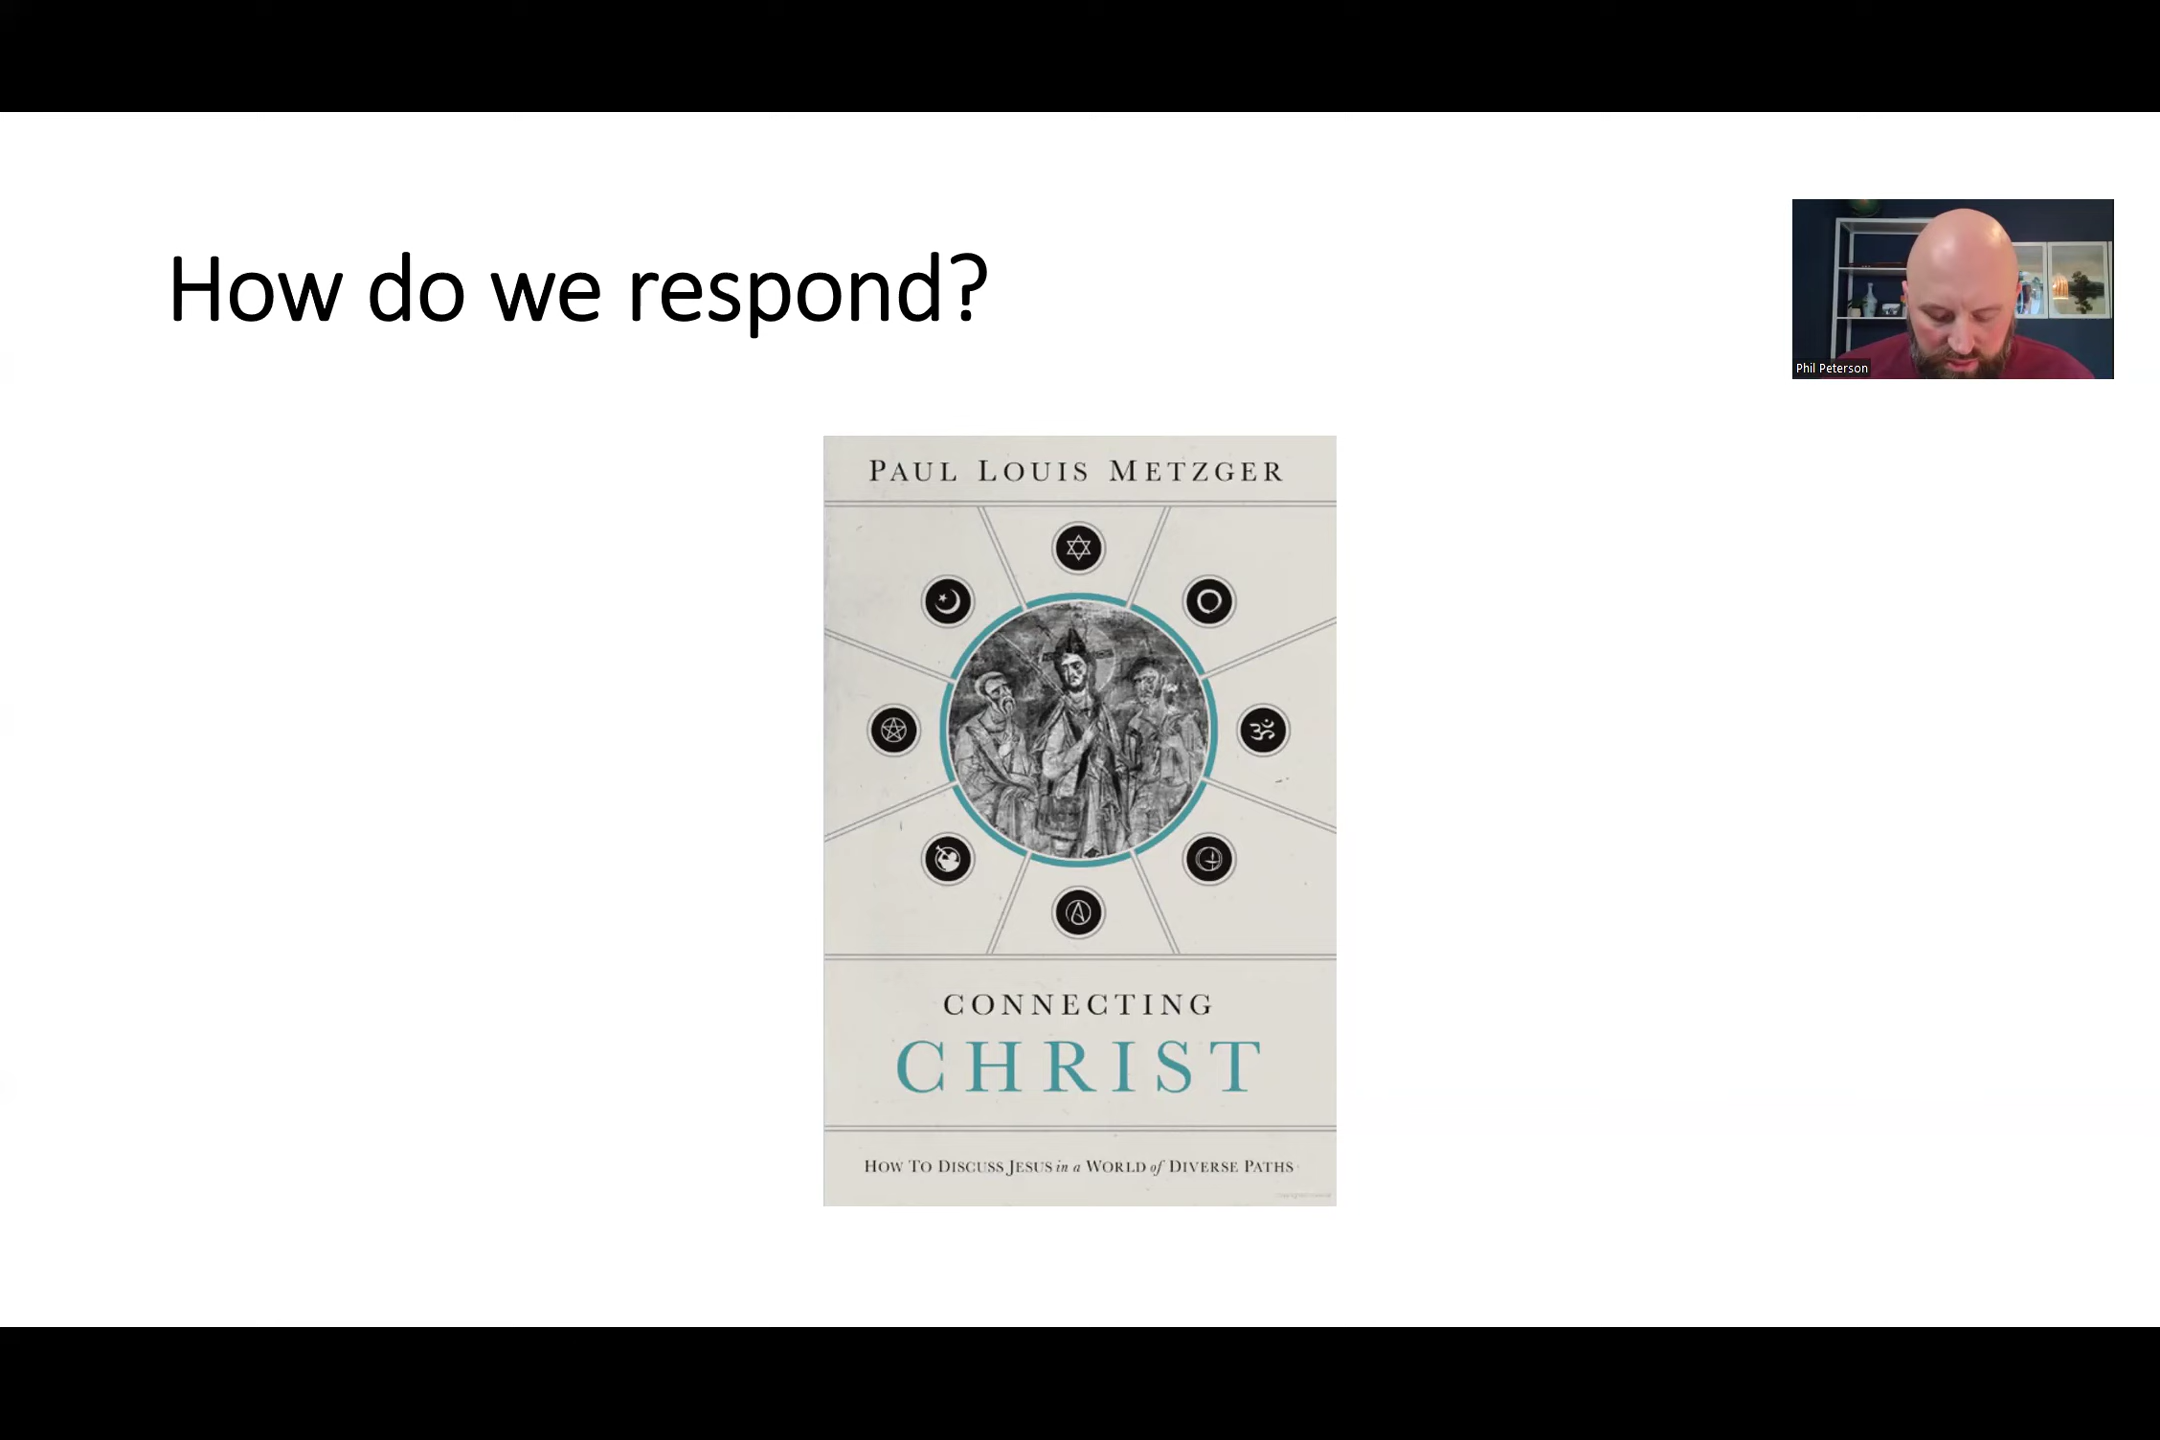 How do we respond?
Phil Peterson
PAUL LOUIS METZGER
CONNECTING
CHRIST
HOW TO DISCUSS JESUS in a WORLD of DIVERSE PATHS